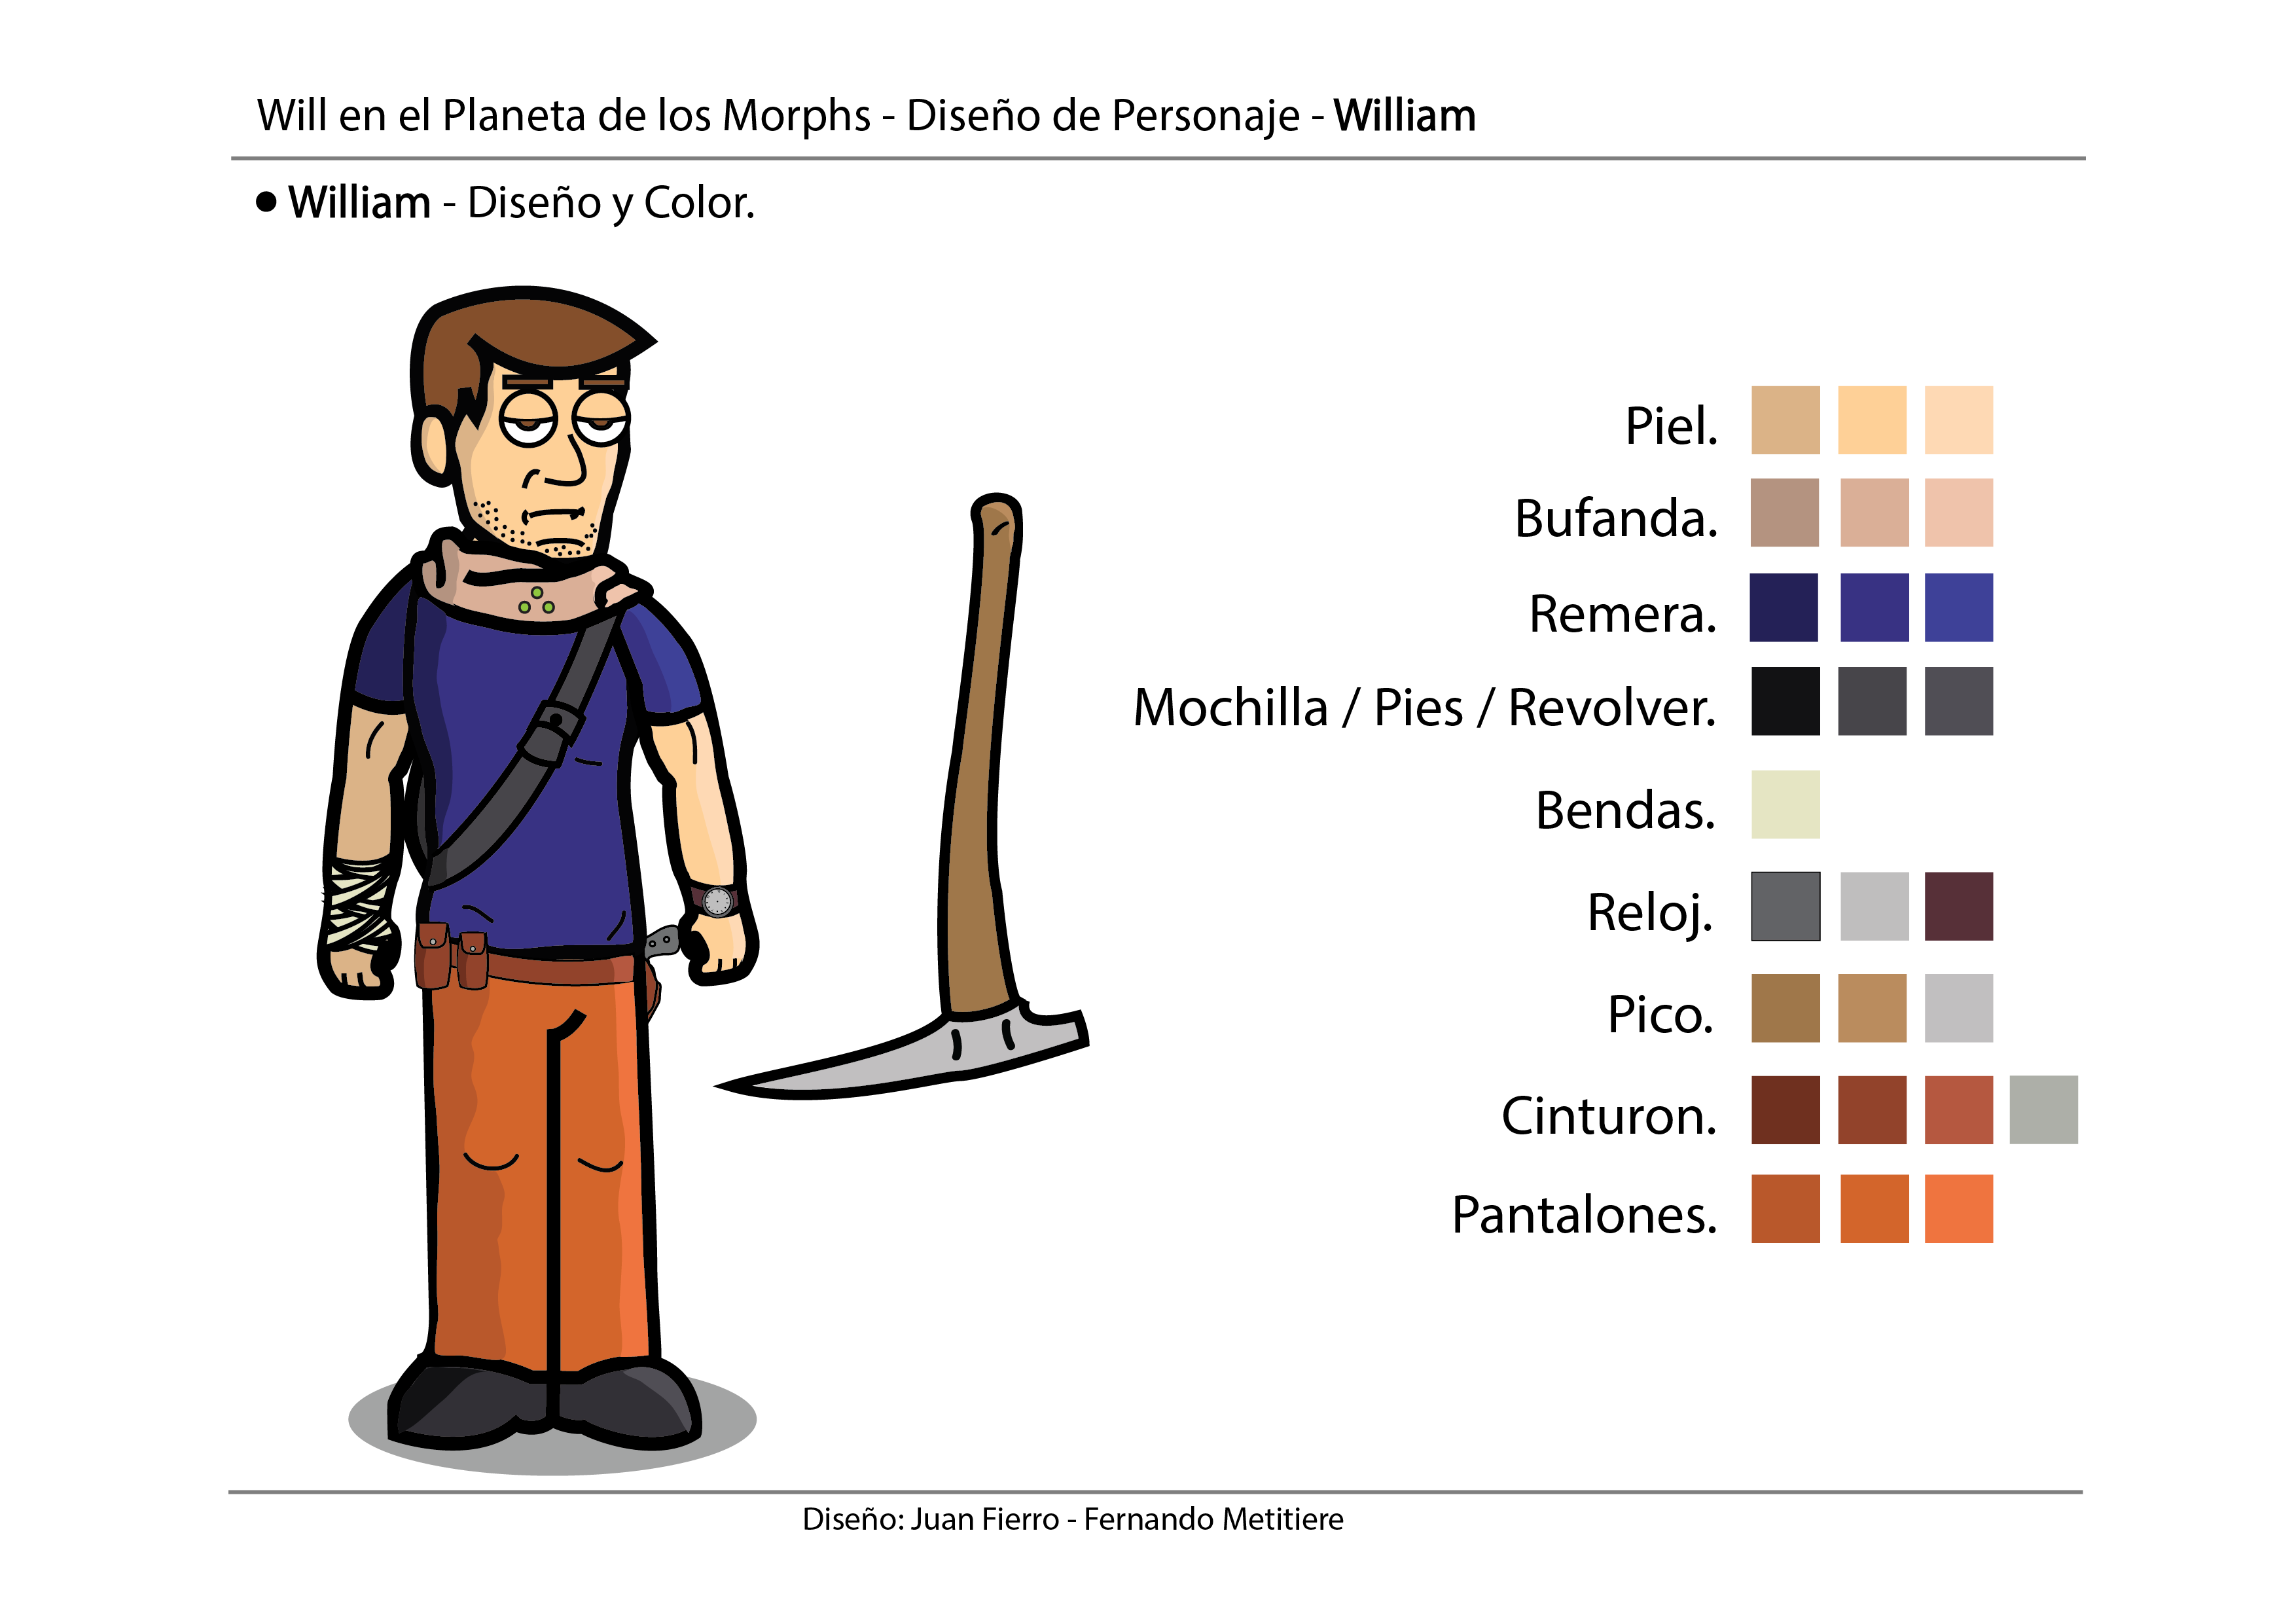 Will en el Planeta de los Morphs - Diseño de Personaje - William
● William - Diseño y Color.
Piel.
Bufanda.
Remera.
Mochilla / Pies / Revolver.
Bendas.
Reloj.
Pico.
Cinturon.
Pantalones.
Diseño: Juan Fierro - Fernando Metitiere